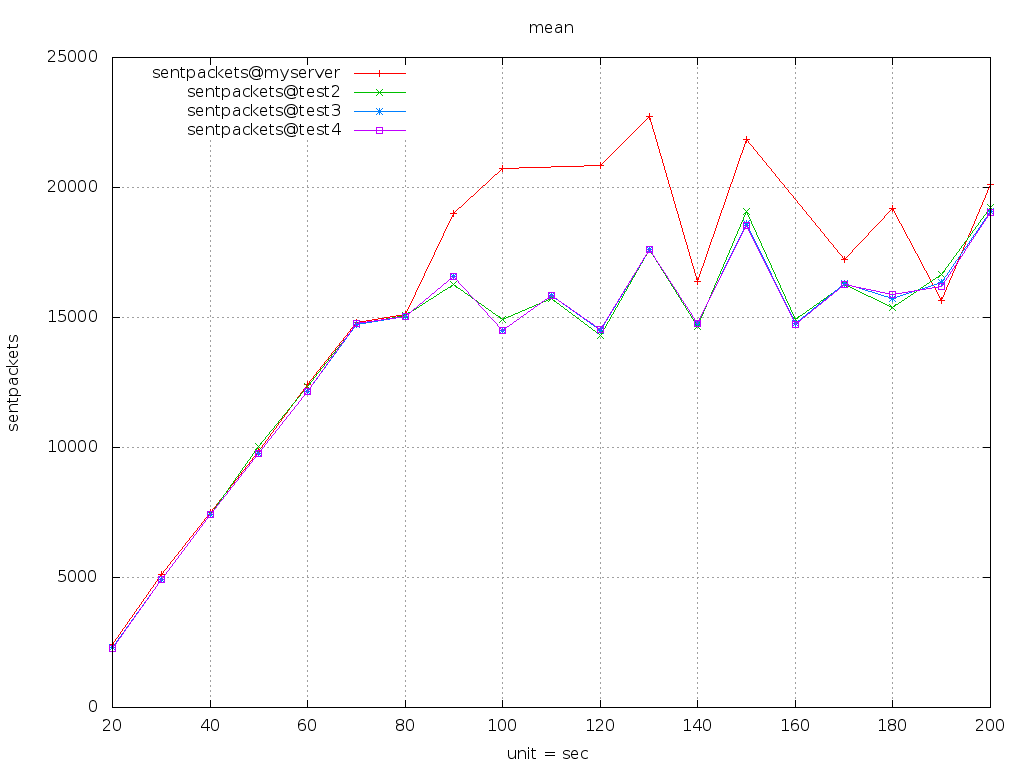 mean
25000
20000
15000
10000
5000
0
sentpackets@myserver
sentpackets@test2
sentpackets@test3
sentpackets@test4
sentpackets
20 40 60 80 100 120 140 160 180 200
unit = sec